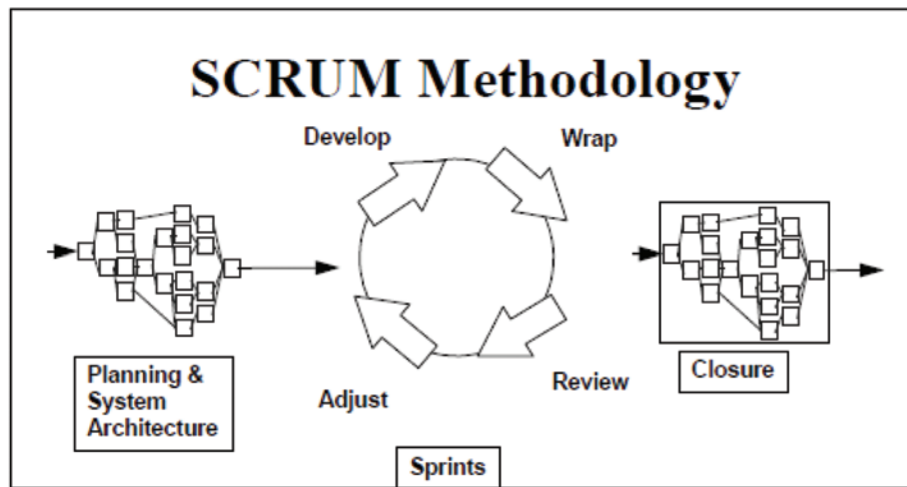 SCRUM Methodology
Develop
Wrap
Planning &
System
Architecture
Adjust
Review
Closure
Sprints